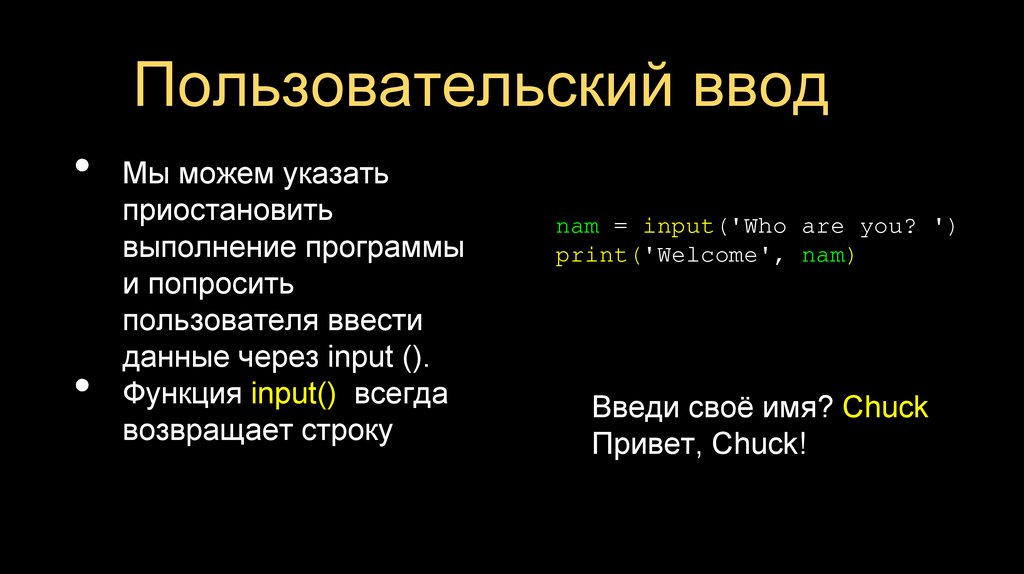 Пользовательский ввод
• Мы можем указать
приостановить
выполнение программы
и попросить
пользователя ввести
данные через input ().
• Функция input() всегда
возвращает строку
nam = input('Who are you? ')
print('Welcome', nam)
Введи своё имя? Chuck
Привет, Chuck!